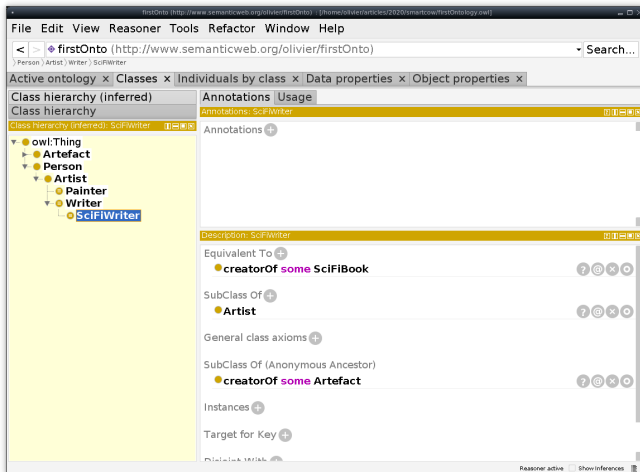 firstOnto (http://www.semanticweb.org/olivier/firstOnto) : [/home/olivier/articles/2020/smartcow/firstOntology.owl]
File Edit View Reasoner Tools Refactor Window Help
< > firstOnto (http://www.semanticweb.org/olivier/firstOnto) Search...
Person Artist Writer SciFiWriter
Active ontology × Classes × Individuals by class × Data properties × Object properties ×
Class hierarchy (inferred)
Class hierarchy
Class hierarchy (inferred): SciFiWriter
owl:Thing
Artefact
Person
Artist
Painter
Writer
SciFiWriter
Annotations Usage
Annotations: SciFiWriter
Annotations
Description: SciFiWriter
Equivalent To
creatorOf some SciFiBook
SubClass Of
Artist
General class axioms
SubClass Of (Anonymous Ancestor)
creatorOf some Artefact
Instances
Target for Key
Disjoint With
Reasoner active Show Inferences